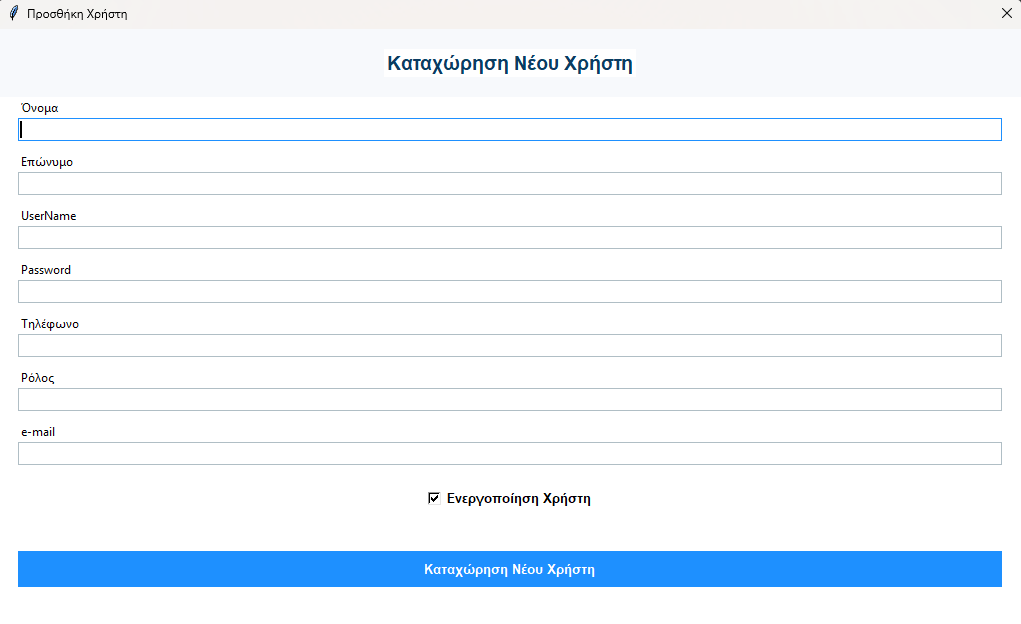 Προσθήκη Χρήστη
Καταχώρηση Νέου Χρήστη
Όνομα
Επώνυμο
UserName
Password
Τηλέφωνο
Ρόλος
e-mail
Ενεργοποίηση Χρήστη
Καταχώρηση Νέου Χρήστη